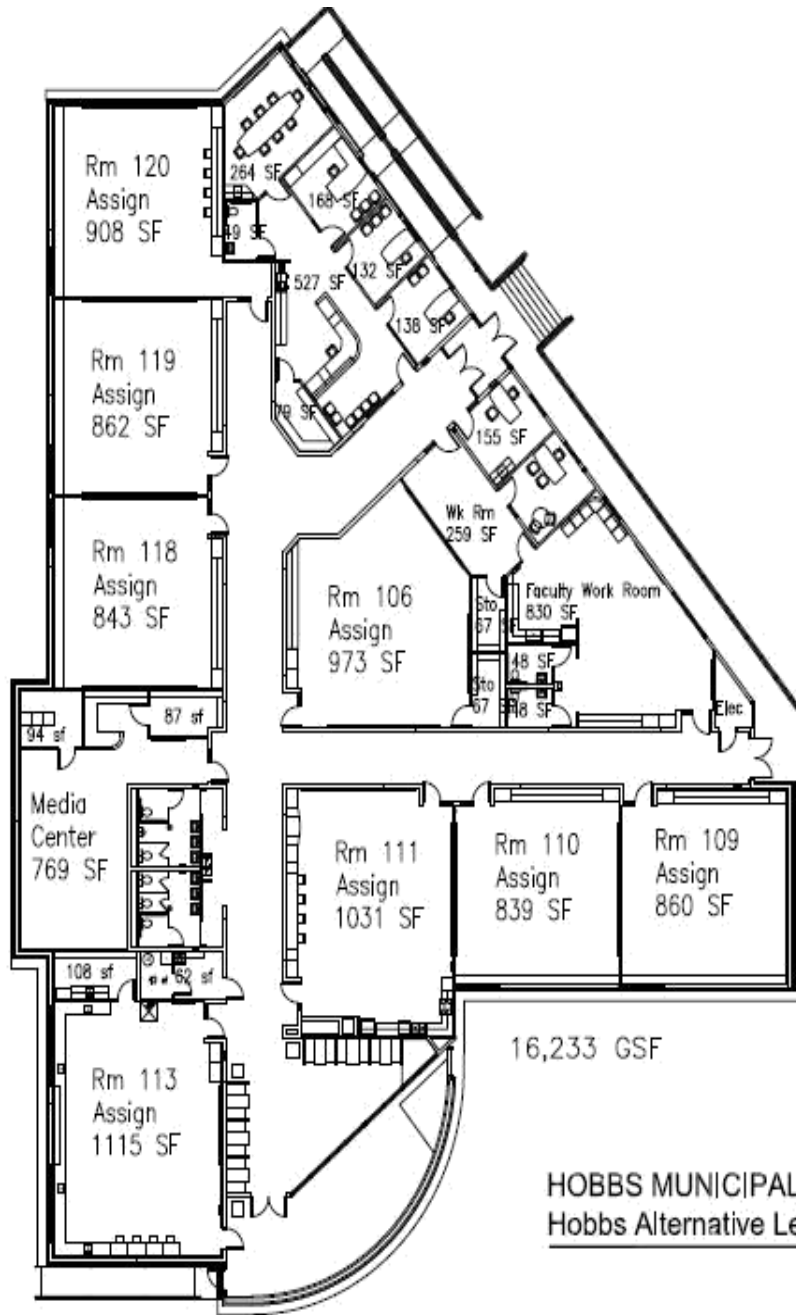 264 SF
Rm 120
Assign
908 SF
168 SF
49 SF
132 SF
527 SF
138 SF
Rm 119
Assign
862 SF
79 SF
155 SF
Wk Rm
259 SF
Rm 118
Assign
843 SF
Rm 106
Assign
973 SF
Faculty Work Room
830 SF
Sto
67 SF
48 SF
Sto
67 SF
48 SF
Elec
87 sf
94 sf
Media
Center
769 SF
Rm 111
Assign
1031 SF
Rm 110
Assign
839 SF
Rm 109
Assign
860 SF
108 sf
62 sf
16,233 GSF
Rm 113
Assign
1115 SF
HOBBS MUNICIPAL
Hobbs Alternative Le